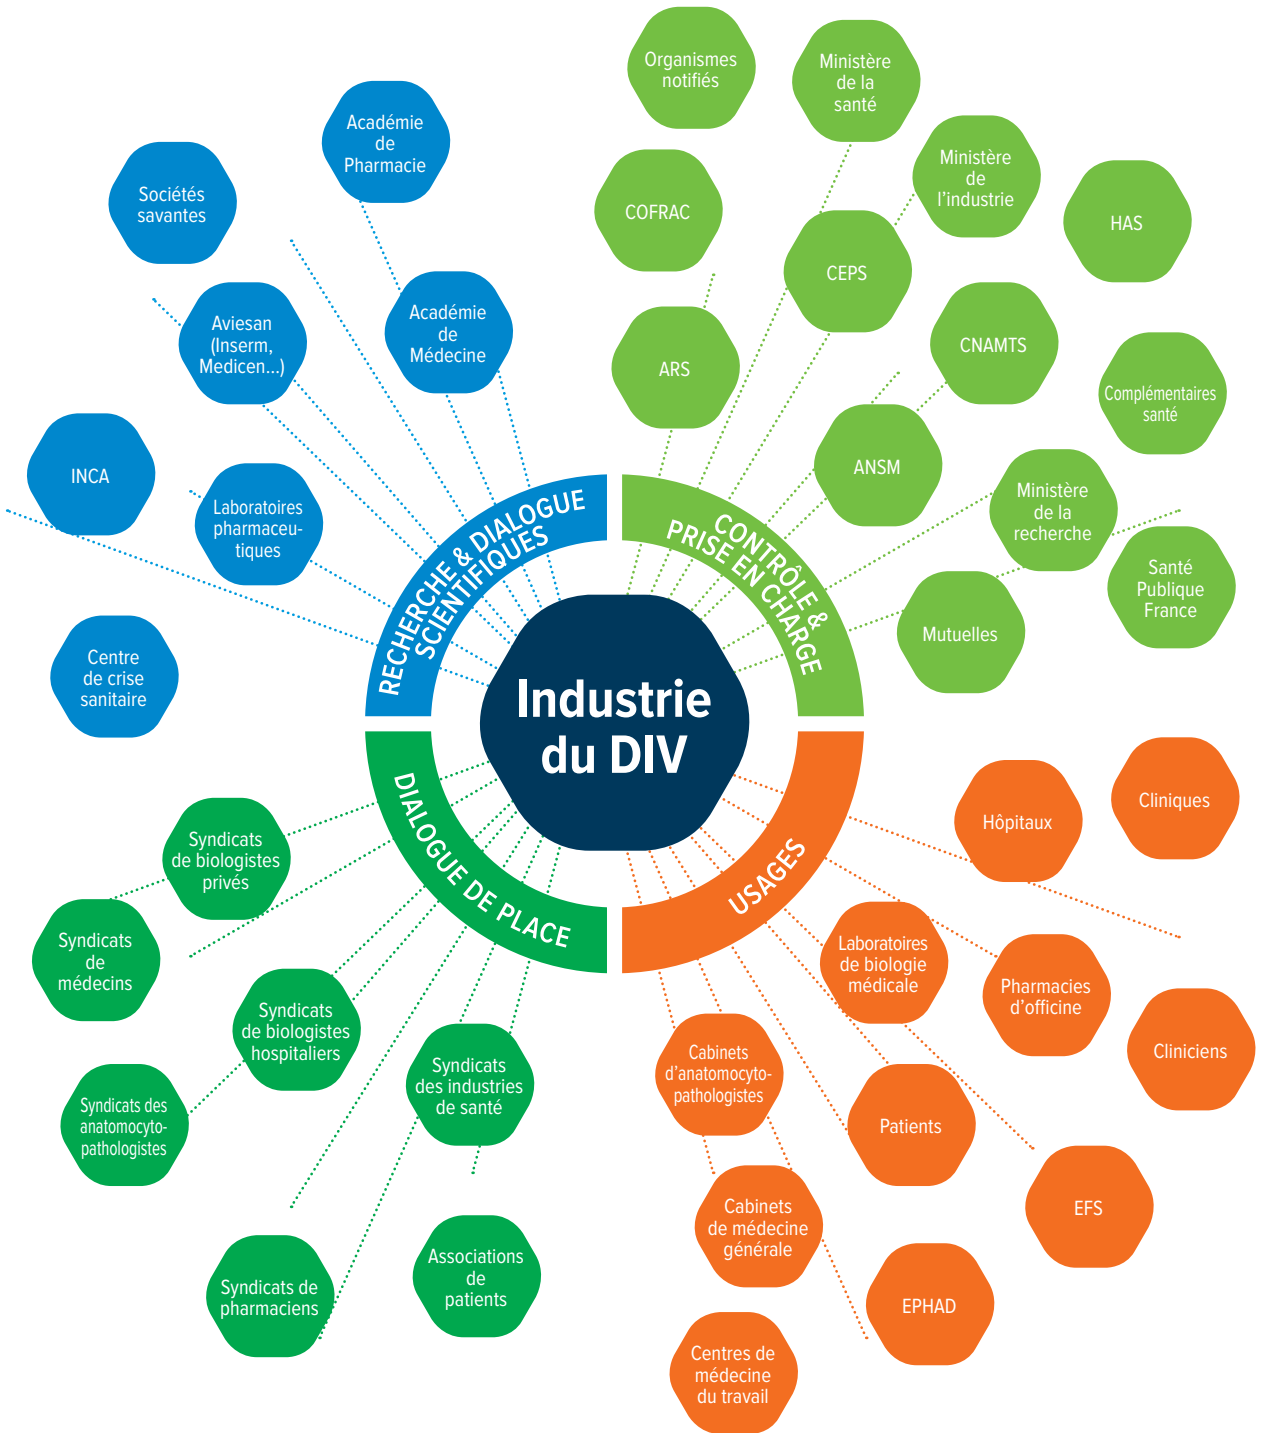 Organismes
notifiés
Ministère
de la
santé
Académie
de
Pharmacie
Ministère
de
l'industrie
Sociétés
savantes
COFRAC
HAS
CEPS
Aviesan
(Inserm,
Medicen...)
Académie
de
Médecine
ARS
CNAMTS
Complémentaires
santé
INCA
ANSM
Laboratoires
pharmaceu-
tiques
Ministère
de la
recherche
RECHERCHE & DIALOGUE
SCIENTIFIQUES
CONTRÔLE &
PRISE EN CHARGE
Santé
Publique
France
Mutuelles
Centre
de crise
sanitaire
Industrie
du DIV
Cliniques
Hôpitaux
Syndicats
de biologistes
privés
DIALOGUE DE PLACE
USAGES
Syndicats
de
médecins
Laboratoires
de biologie
médicale
Pharmacies
d'officine
Syndicats
de biologistes
hospitaliers
Cliniciens
Syndicats
des industries
de santé
Cabinets
d'anatomocyto-
pathologistes
Syndicats des
anatomocyto-
pathologistes
Patients
EFS
Cabinets
de médecine
générale
Associations
de
patients
Syndicats de
pharmaciens
EPHAD
Centres de
médecine
du travail